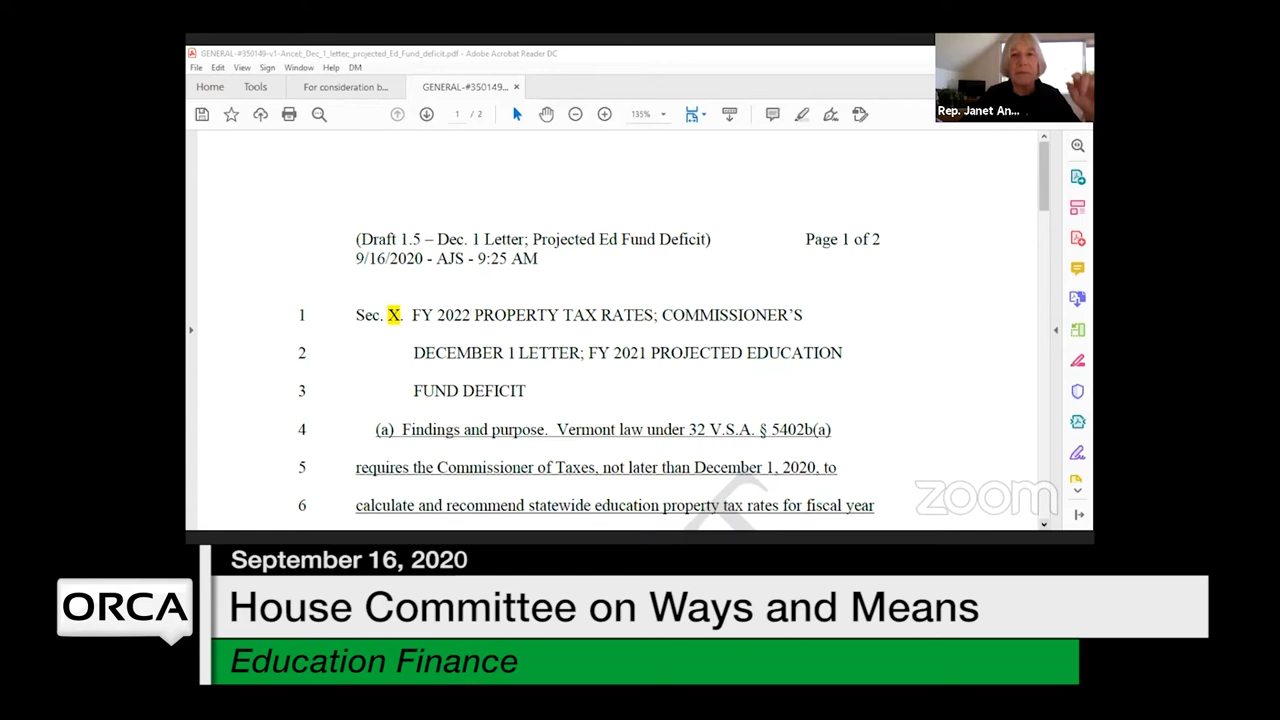 GENERAL-#350149-v1-Ancel;_Dec_1_letter;_projected_Ed_Fund_deficit.pdf - Adobe Acrobat Reader DC
File Edit View Sign Window Help DM
Home Tools For consideration b... GENERAL-#350149... ×
1 / 2 135%
Rep. Janet An...
(Draft 1.5 – Dec. 1 Letter; Projected Ed Fund Deficit) Page 1 of 2
9/16/2020 - AJS - 9:25 AM
1 Sec. X. FY 2022 PROPERTY TAX RATES; COMMISSIONER’S
2 DECEMBER 1 LETTER; FY 2021 PROJECTED EDUCATION
3 FUND DEFICIT
4 (a) Findings and purpose. Vermont law under 32 V.S.A. § 5402b(a)
5 requires the Commissioner of Taxes, not later than December 1, 2020, to
6 calculate and recommend statewide education property tax rates for fiscal year
zoom
September 16, 2020
ORCA
House Committee on Ways and Means
Education Finance